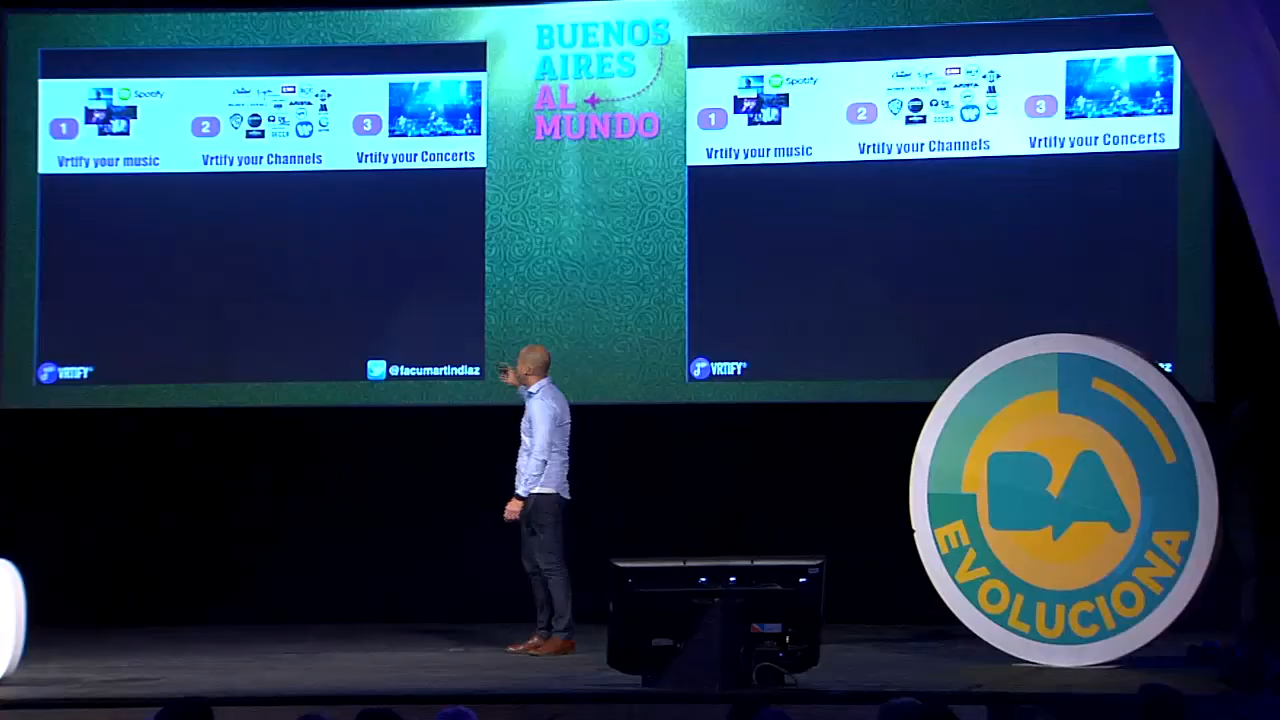 BUENOS
AIRES
AL
MUNDO
Spotify
1
2
3
Vrtify your music
Vrtify your Channels
Vrtify your Concerts
VRTIFY
@facumartindiaz
Spotify
1
2
3
Vrtify your music
Vrtify your Channels
Vrtify your Concerts
VRTIFY
az
BA
EVOLUCIONA